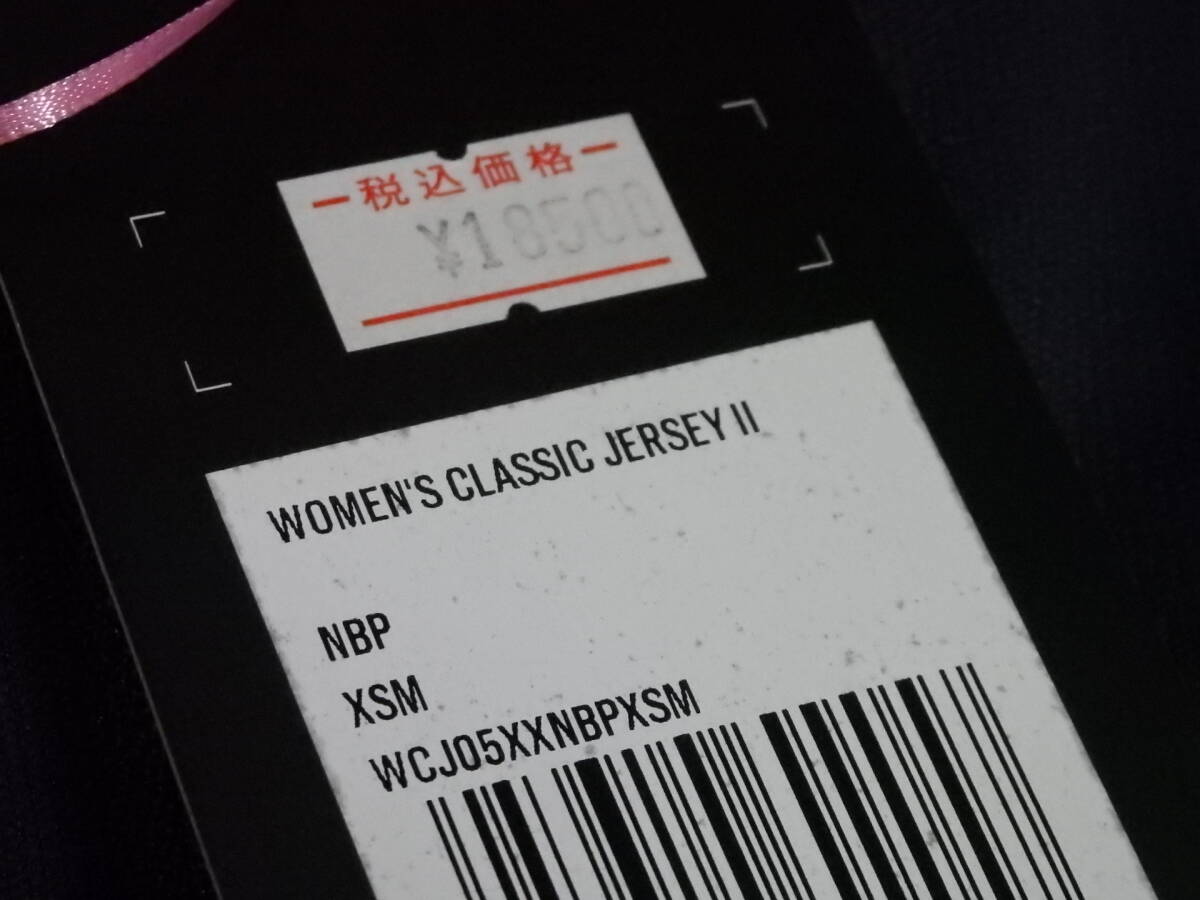 税込価格
¥18500
WOMEN'S CLASSIC JERSEY II
NBP
XSM
WCJ05XXNBPXSM